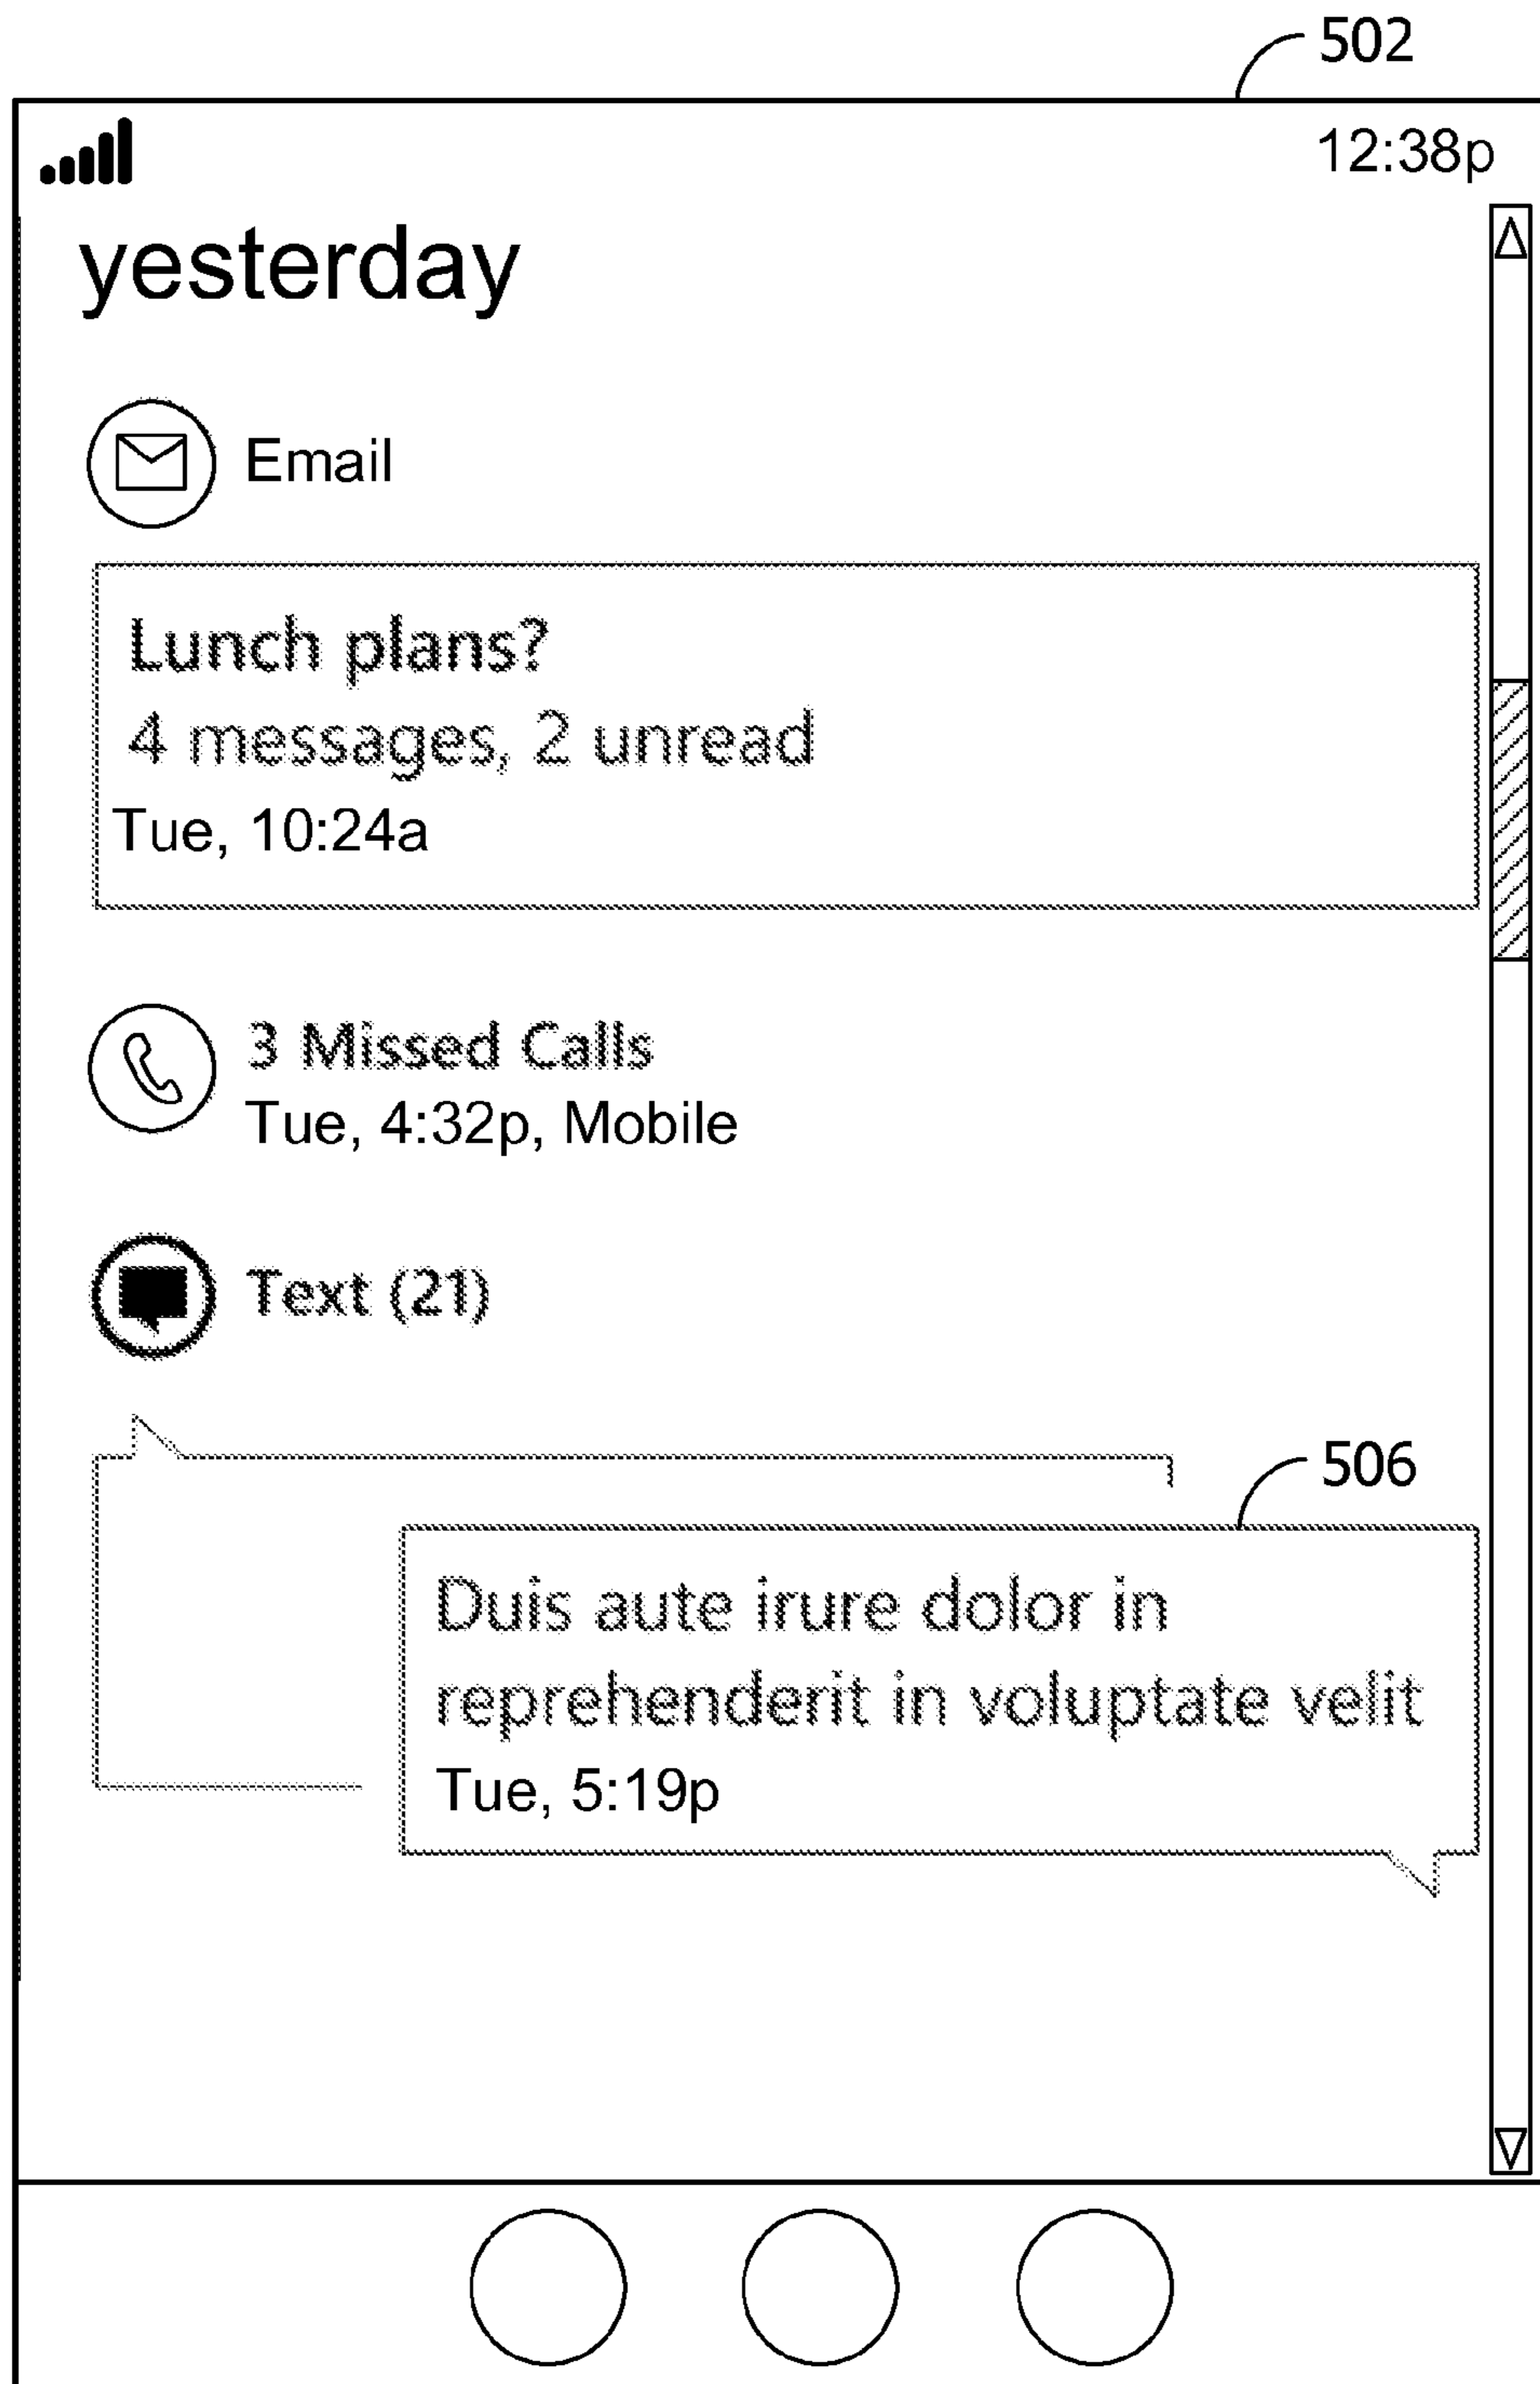 502
12:38p
yesterday
Email
Lunch plans?
4 messages, 2 unread
Tue, 10:24a
3 Missed Calls
Tue, 4:32p, Mobile
Text (21)
506
Duis aute irure dolor in
reprehenderit in voluptate velit
Tue, 5:19p